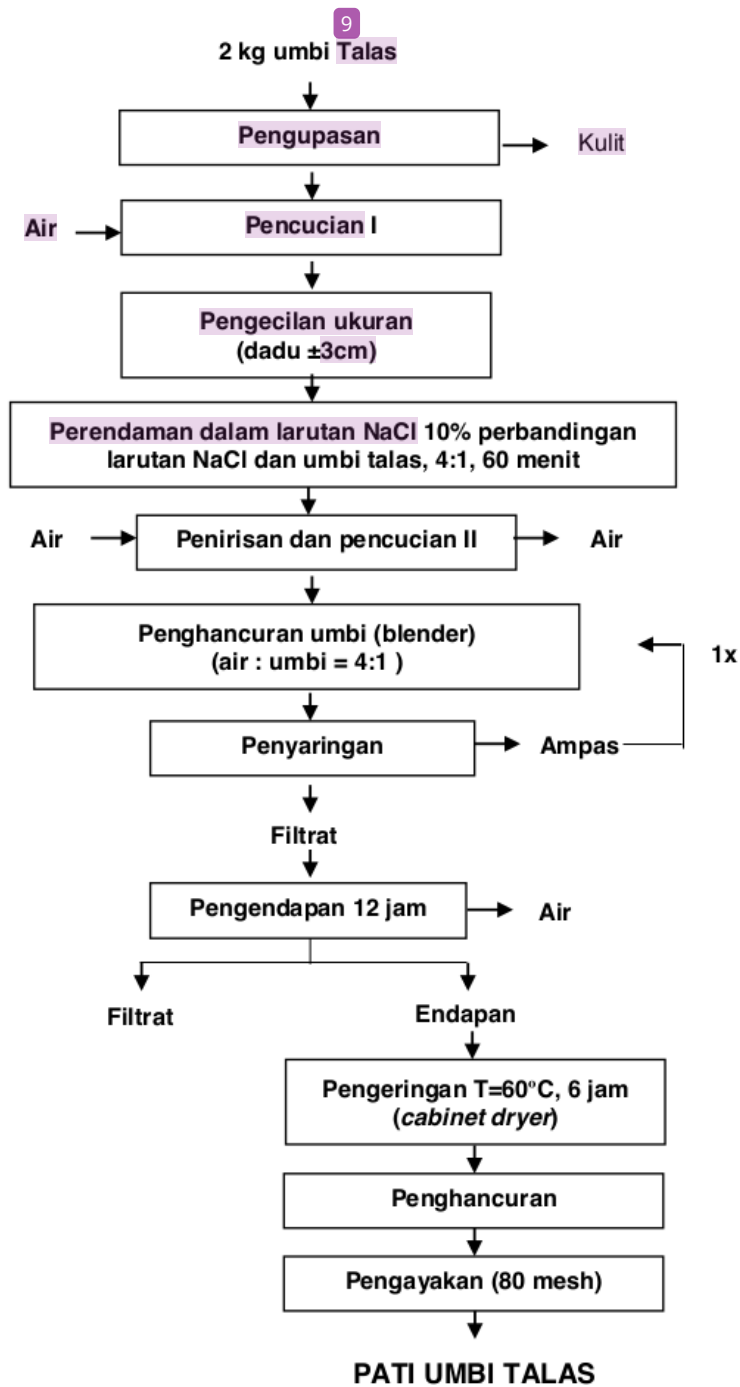 9
2 kg umbi Talas
Pengupasan
Kulit
Air
Pencucian I
Pengecilan ukuran
(dadu ±3cm)
Perendaman dalam larutan NaCl 10% perbandingan
larutan NaCl dan umbi talas, 4:1, 60 menit
Air
Penirisan dan pencucian II
Air
Penghancuran umbi (blender)
(air : umbi = 4:1 )
1x
Penyaringan
Ampas
Filtrat
Pengendapan 12 jam
Air
Filtrat
Endapan
Pengeringan T=60°C, 6 jam
(cabinet dryer)
Penghancuran
Pengayakan (80 mesh)
PATI UMBI TALAS